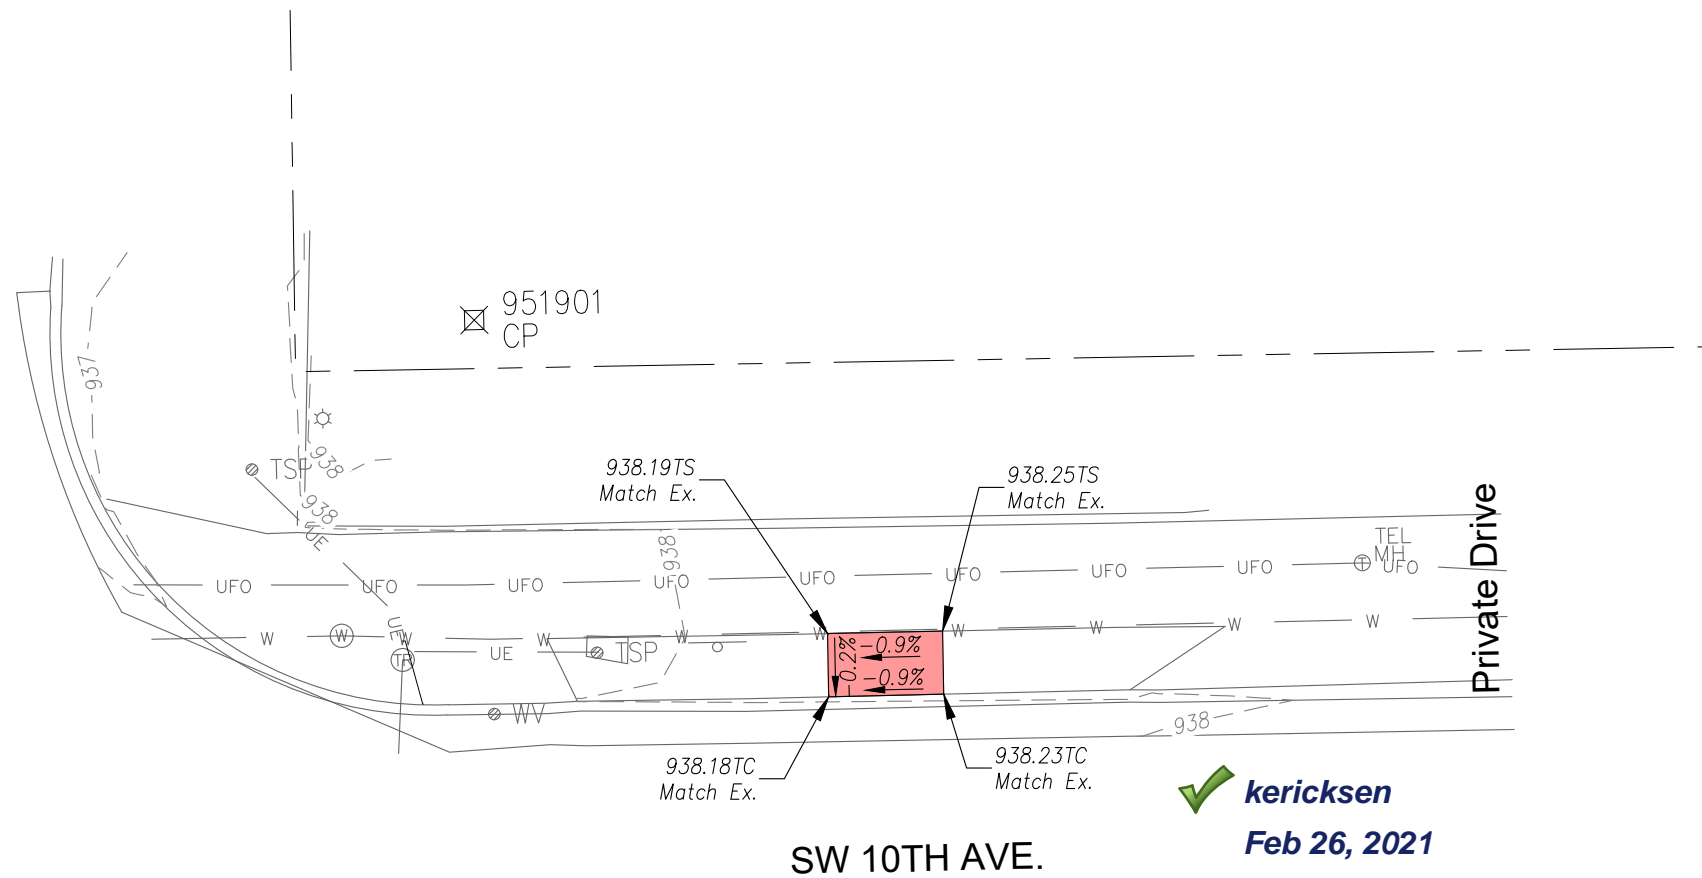 951901
CP
937
938
TSP
938
UE
938.19TS
Match Ex.
938.25TS
Match Ex.
938
TEL
MH
UFO
UFO
UFO
UFO
UFO
UFO
UFO
UFO
UFO
Private Drive
W
W
W
W
W
W
W
W
W
W
UE
TR
UE
TSP
-0.2%
-0.9%
-0.9%
WV
938
938.18TC
Match Ex.
938.23TC
Match Ex.
kericksen
Feb 26, 2021
SW 10TH AVE.
T